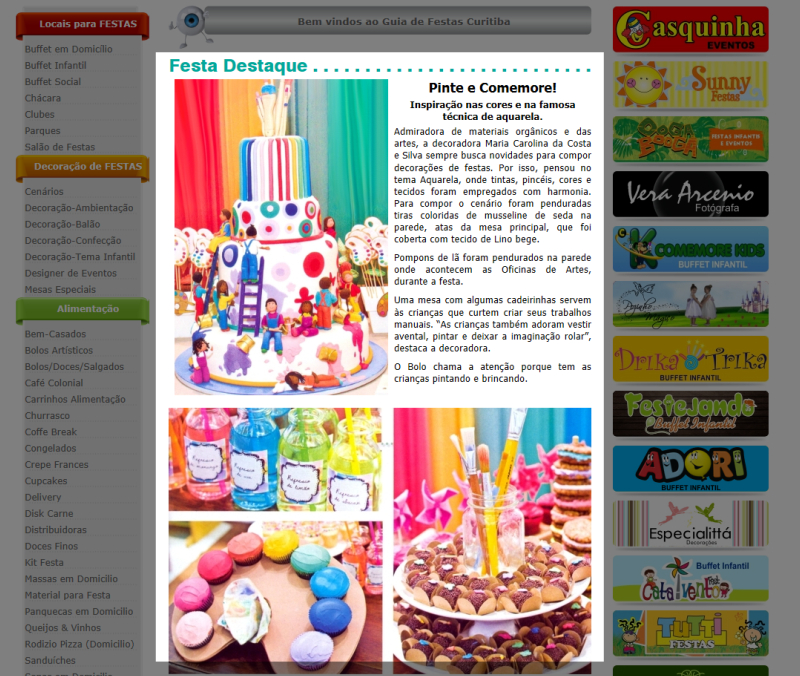 Locais para FESTAS
Buffet em Domicílio
Buffet Infantil
Buffet Social
Chácara
Clubes
Parques
Salão de Festas
Decoração de FESTAS
Cenários
Decoração-Ambientação
Decoração-Balão
Decoração-Confecção
Decoração-Tema Infantil
Designer de Eventos
Mesas Especiais
Alimentação
Bem-Casados
Bolos Artísticos
Bolos/Doces/Salgados
Café Colonial
Carrinhos Alimentação
Churrasco
Coffe Break
Congelados
Crepe Frances
Cupcakes
Delivery
Disk Carne
Distribuidoras
Doces Finos
Kit Festa
Massas em Domicílio
Material para Festa
Panquecas em Domicílio
Queijos & Vinhos
Rodizio Pizza (Domicílio)
Sanduíches
Bem vindos ao Guia de Festas Curitiba
Festa Destaque . . . . . . . . . . . . . . . . . . . . . . . . . . .
Pinte e Comemore!
Inspiração nas cores e na famosa
técnica de aquarela.
Admiradora de materiais orgânicos e das
artes, a decoradora Maria Carolina da Costa
e Silva sempre busca novidades para compor
decorações de festas. Por isso, pensou no
tema Aquarela, onde tintas, pincéis, cores e
tecidos foram empregados com harmonia.
Para compor o cenário foram penduradas
tiras coloridas de musseline de seda na
parede, atas da mesa principal, que foi
coberta com tecido de Lino bege.
Pompons de lã foram pendurados na parede
onde acontecem as Oficinas de Artes,
durante a festa.
Uma mesa com algumas cadeirinhas servem
às crianças que curtem criar seus trabalhos
manuais. "As crianças também adoram vestir
avental, pintar e deixar a imaginação rolar",
destaca a decoradora.
O Bolo chama a atenção porque tem as
crianças pintando e brincando.
Casquinha
EVENTOS
Sunny
Festas
FESTAS INFANTIS
E EVENTOS
Vera Arcenio
Fotógrafa
COMEMORE KIDS
BUFFET INFANTIL
Drika Tirika
BUFFET INFANTIL
Festejando
Buffet Infantil
ADORI
BUFFET INFANTIL
Especialittá
Decorações
Buffet Infantil
Catavento
TUTTI
FESTAS